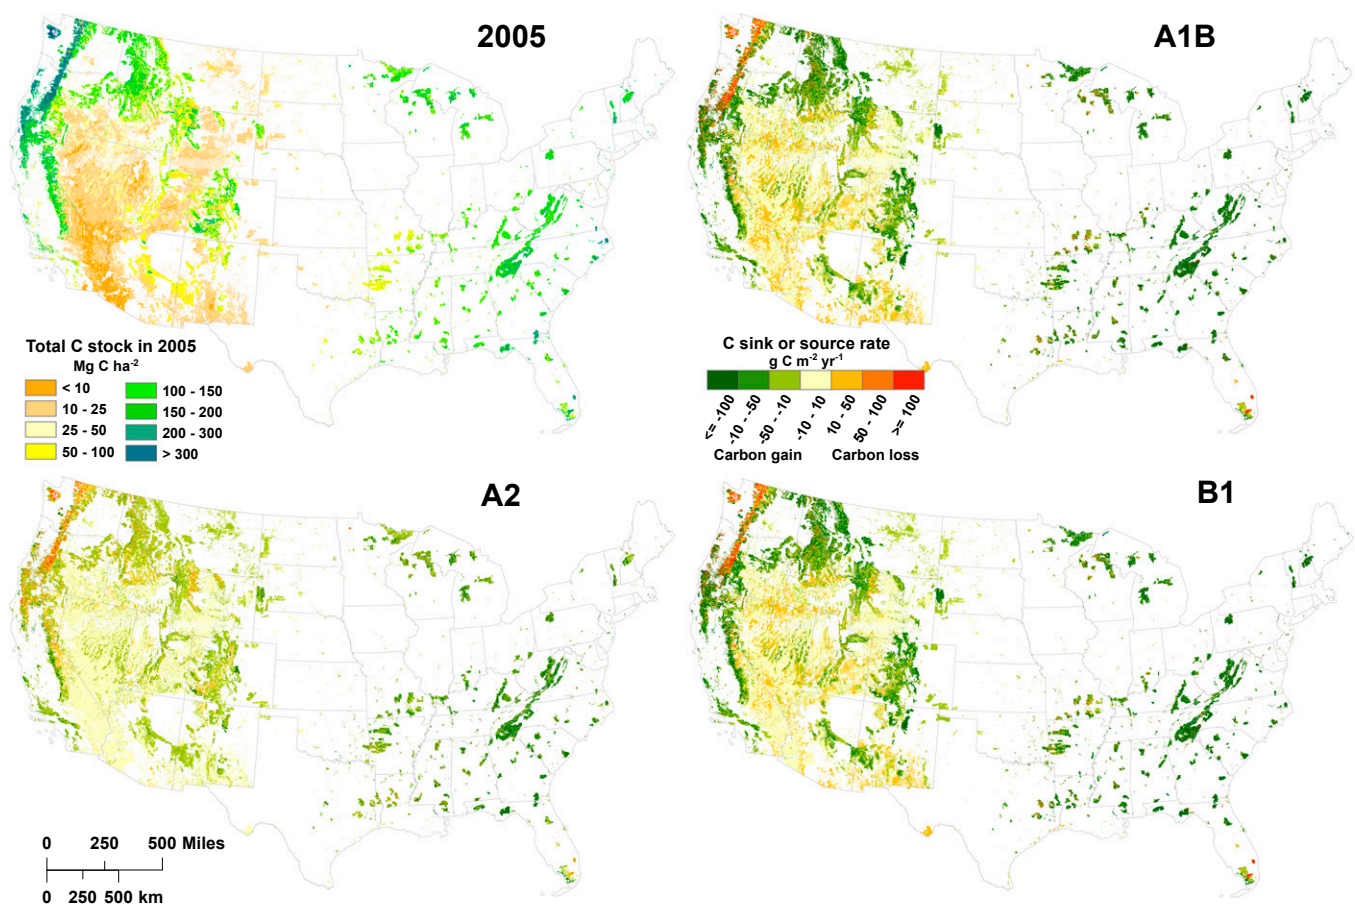 2005
A1B
Total C stock in 2005
Mg C ha⁻²
< 10
10 - 25
25 - 50
50 - 100
100 - 150
150 - 200
200 - 300
> 300
C sink or source rate
g C m⁻² yr⁻¹
<= -100
-10 - -50
-50 - -10
-10 - 10
10 - 50
50 - 100
>= -100
Carbon gain
Carbon loss
A2
B1
0 250 500 Miles
0 250 500 km